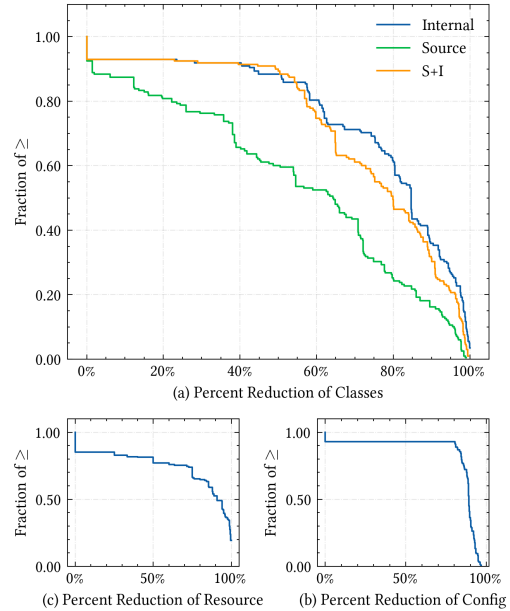 1.00
0.80
0.60
0.40
0.20
0.00
Fraction of ≥
Internal
Source
S+I
0% 20% 40% 60% 80% 100%
(a) Percent Reduction of Classes
1.00
0.50
0.00
Fraction of ≥
0% 50% 100%
(c) Percent Reduction of Resource
1.00
0.50
0.00
Fraction of ≥
0% 50% 100%
(b) Percent Reduction of Config